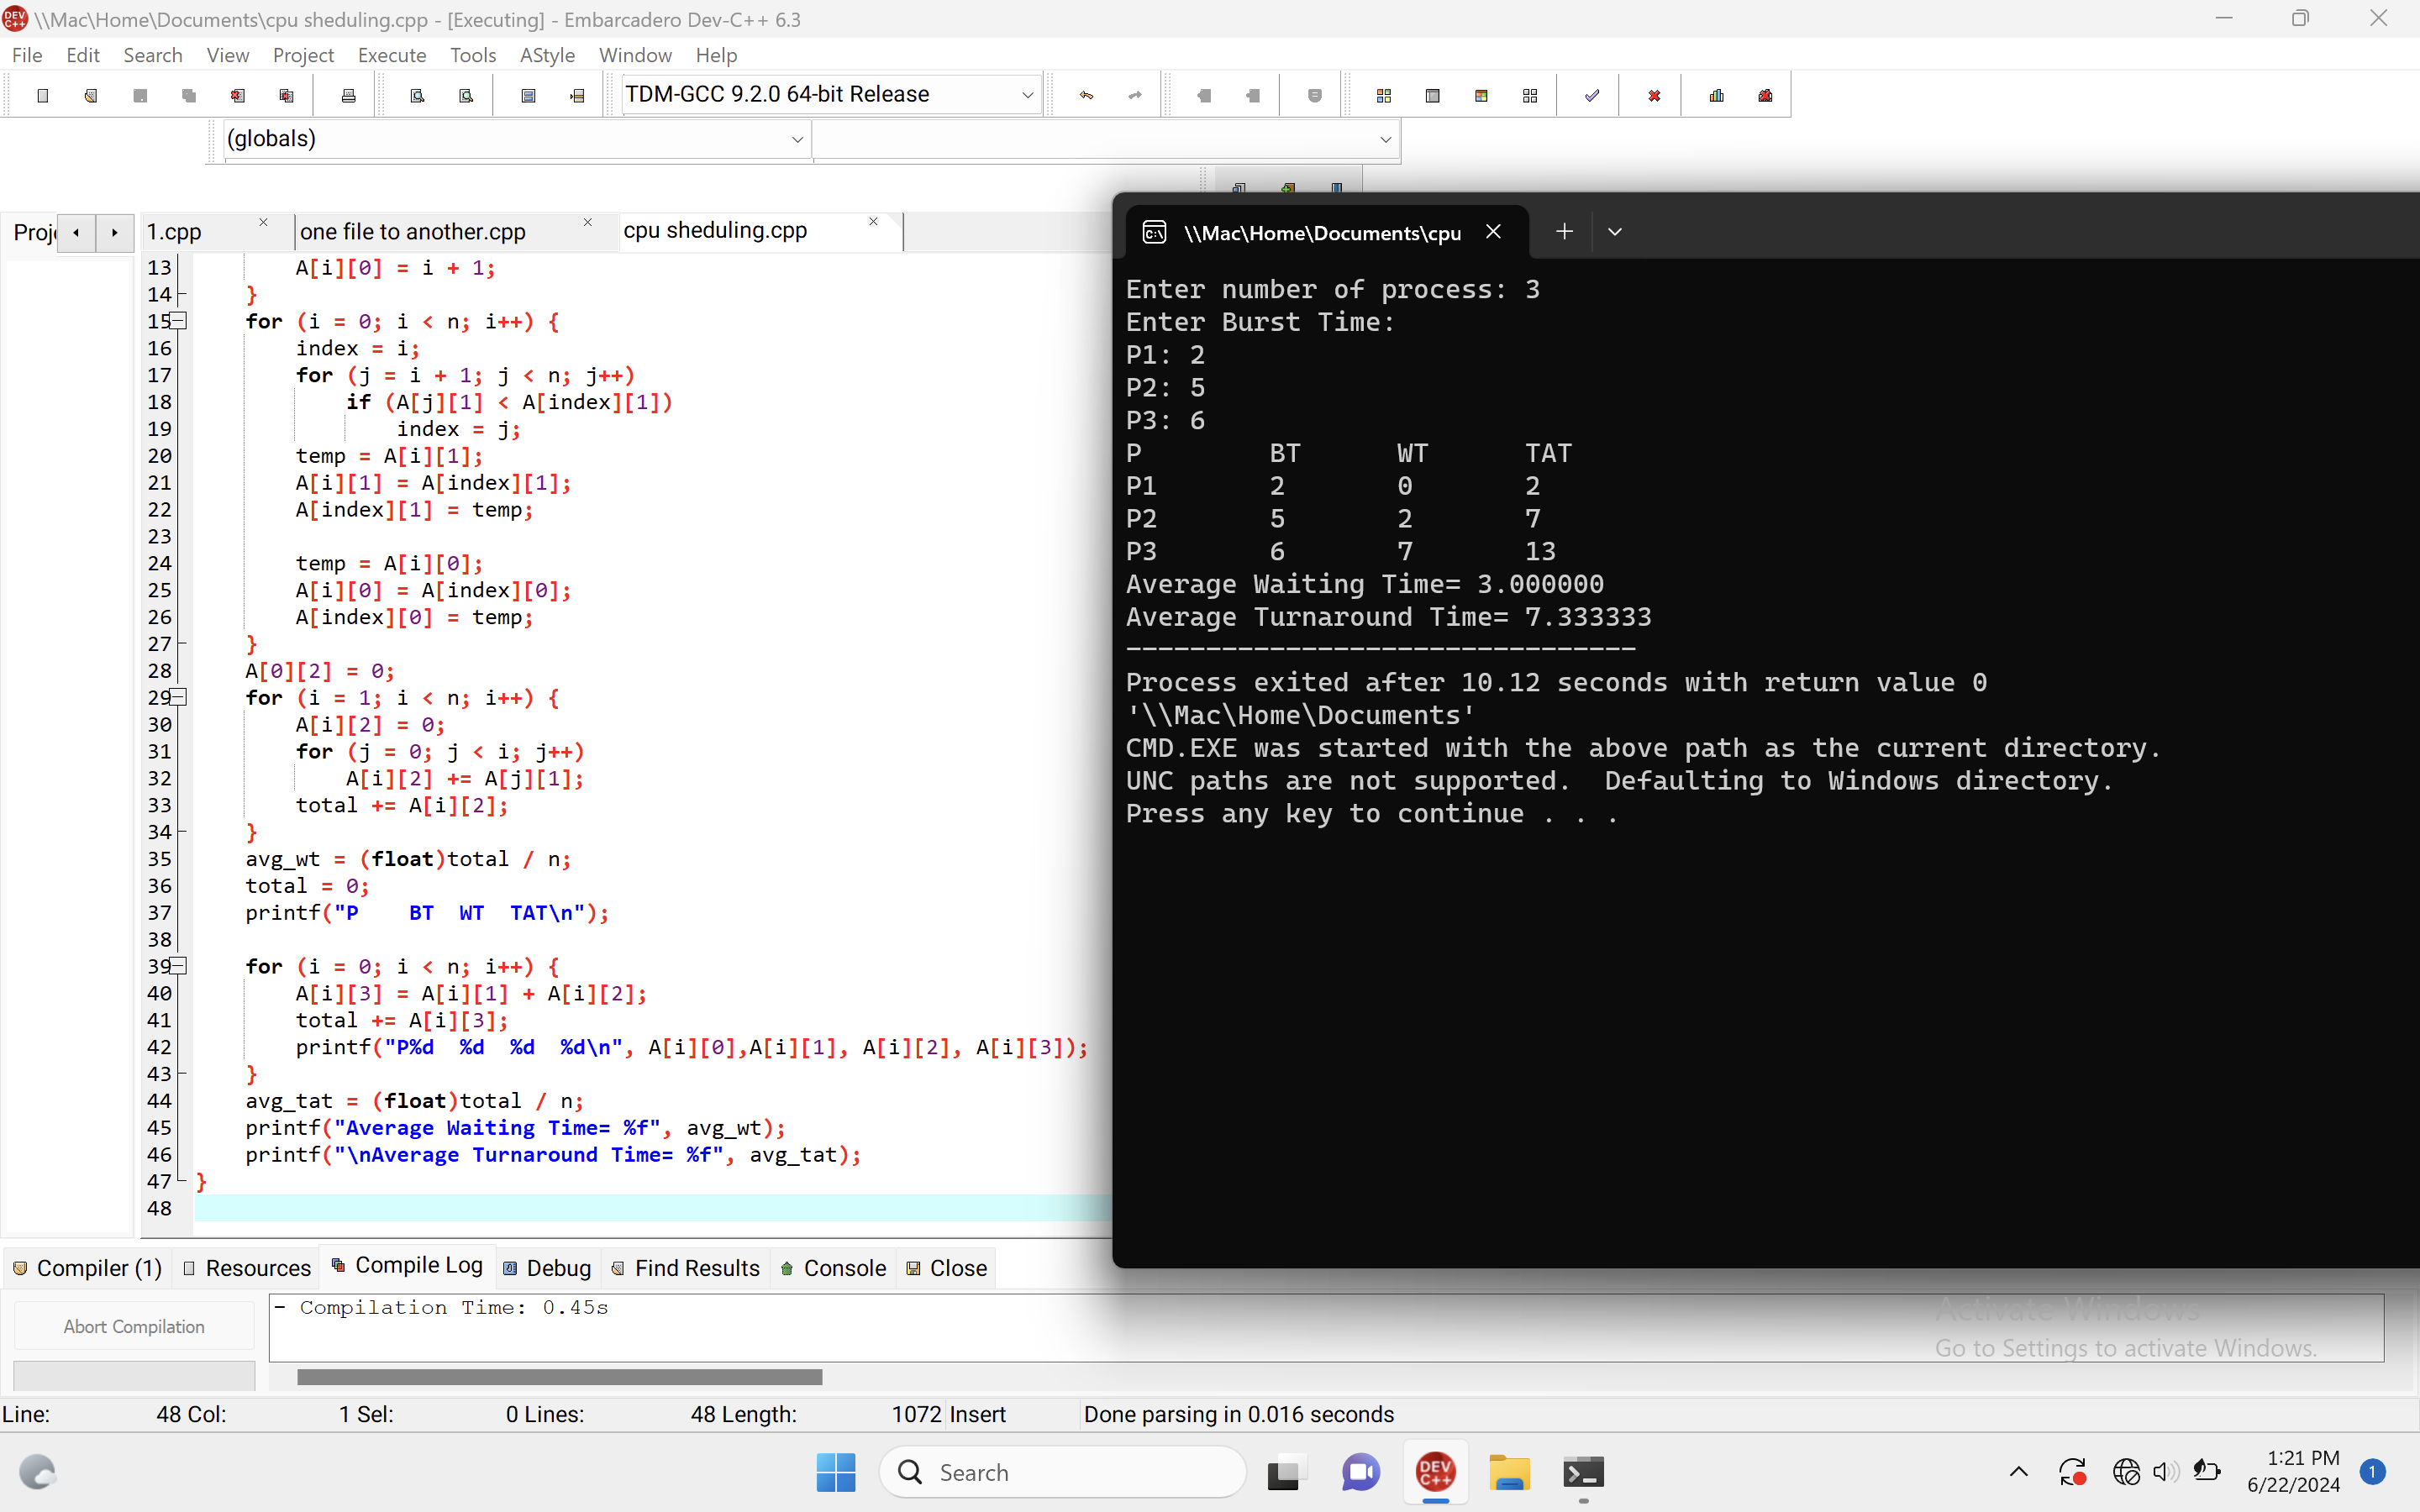 \\Mac\Home\Documents\cpu sheduling.cpp - [Executing] - Embarcadero Dev-C++ 6.3
File Edit Search View Project Execute Tools AStyle Window Help
TDM-GCC 9.2.0 64-bit Release
(globals)
Proj 1.cpp one file to another.cpp cpu sheduling.cpp
13 A[i][0] = i + 1;
14 }
15 for (i = 0; i < n; i++) {
16 index = i;
17 for (j = i + 1; j < n; j++)
18 if (A[j][1] < A[index][1])
19 index = j;
20 temp = A[i][1];
21 A[i][1] = A[index][1];
22 A[index][1] = temp;
23
24 temp = A[i][0];
25 A[i][0] = A[index][0];
26 A[index][0] = temp;
27 }
28 A[0][2] = 0;
29 for (i = 1; i < n; i++) {
30 A[i][2] = 0;
31 for (j = 0; j < i; j++)
32 A[i][2] += A[j][1];
33 total += A[i][2];
34 }
35 avg_wt = (float)total / n;
36 total = 0;
37 printf("P    BT  WT  TAT\n");
38
39 for (i = 0; i < n; i++) {
40 A[i][3] = A[i][1] + A[i][2];
41 total += A[i][3];
42 printf("P%d  %d  %d  %d\n", A[i][0],A[i][1], A[i][2], A[i][3]);
43 }
44 avg_tat = (float)total / n;
45 printf("Average Waiting Time= %f", avg_wt);
46 printf("\nAverage Turnaround Time= %f", avg_tat);
47 }
48
\\Mac\Home\Documents\cpu
Enter number of process: 3
Enter Burst Time:
P1: 2
P2: 5
P3: 6
P BT WT TAT
P1 2 0 2
P2 5 2 7
P3 6 7 13
Average Waiting Time= 3.000000
Average Turnaround Time= 7.333333
--------------------------------
Process exited after 10.12 seconds with return value 0
'\\Mac\Home\Documents'
CMD.EXE was started with the above path as the current directory.
UNC paths are not supported.  Defaulting to Windows directory.
Press any key to continue . . .
Compiler (1) Resources Compile Log Debug Find Results Console Close
Abort Compilation
- Compilation Time: 0.45s
Activate Windows
Go to Settings to activate Windows.
Line: 48 Col: 1 Sel: 0 Lines: 48 Length: 1072 Insert Done parsing in 0.016 seconds
Search
DEV C++
1:21 PM
6/22/2024
1